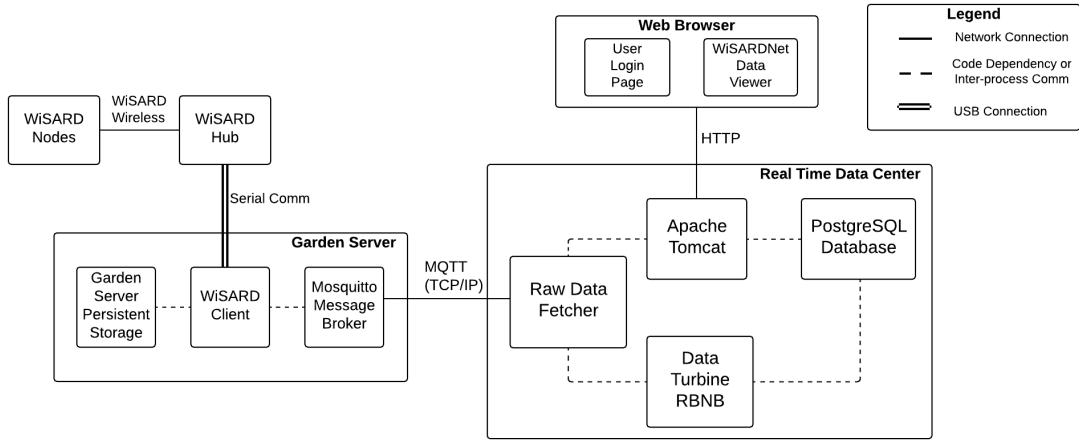 Web Browser
User
Login
Page
WiSARDNet
Data
Viewer
Legend
Network Connection
Code Dependency or
Inter-process Comm
USB Connection
WiSARD
Nodes
WiSARD
Wireless
WiSARD
Hub
Serial Comm
HTTP
Garden Server
Garden
Server
Persistent
Storage
WiSARD
Client
Mosquitto
Message
Broker
MQTT
(TCP/IP)
Real Time Data Center
Apache
Tomcat
PostgreSQL
Database
Raw Data
Fetcher
Data
Turbine
RBNB